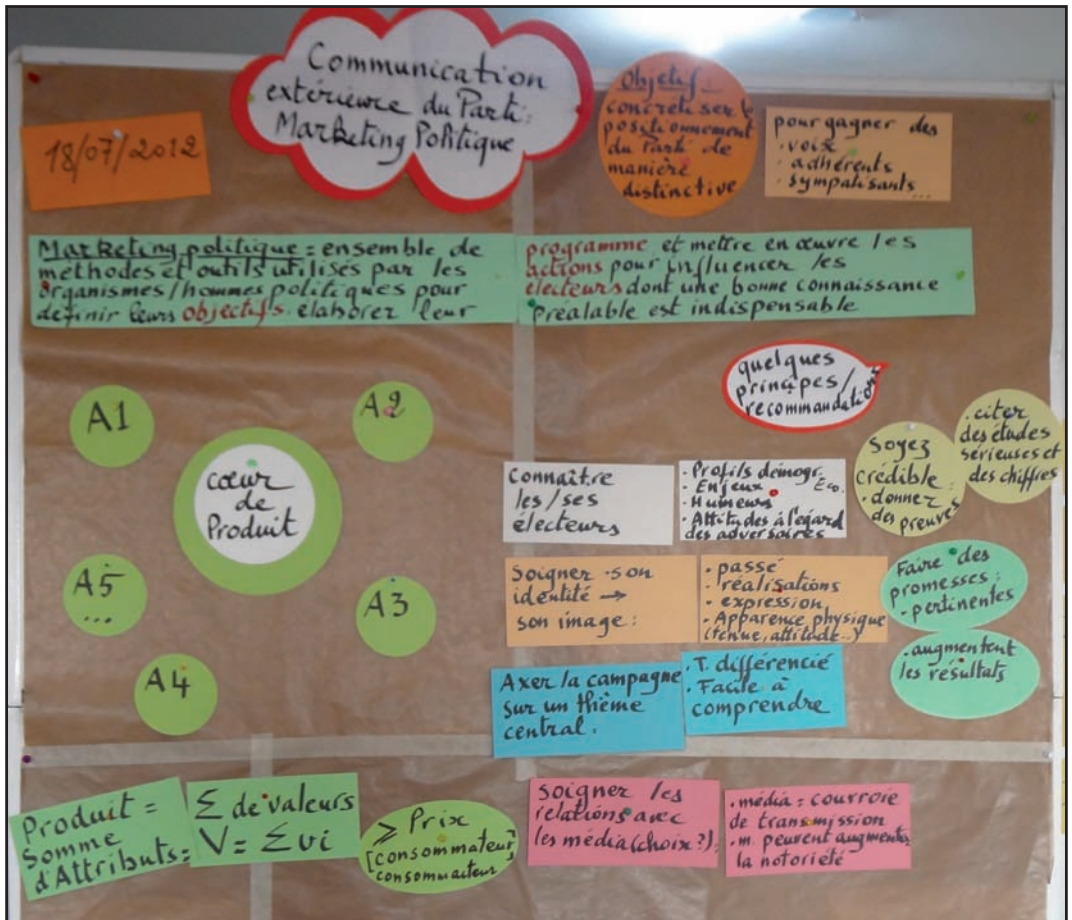 Communication
extérieure du Parti:
Marketing Politique
18/07/2012
Objetif:
concrétiser le
positionnement
du Parti de
manière
distinctive
pour gagner des
· voix
· adhérents
· sympatisants...
Marketing politique = ensemble de
méthodes et outils utilisés par les
organismes/hommes politiques pour
définir leurs objectifs. élaborer leur
programme et mettre en œuvre les
actions pour influencer les
électeurs dont une bonne connaissance
Préalable est indispensable
quelques
principes/
recommandations
A1
A2
cœur
de
Produit
A5
...
A3
A4
Connaître
les/ses
électeurs
· Profils démogr.
· Enjeux Eco.
· Humeurs
· Attitudes à l'égard
des adversaires
Soyez
crédible:
· donner
des preuves
· citer
des études
sérieuses et
des chiffres
Soigner son
identité →
son image:
· passé
· réalisations
· expression
· Apparence physique
(tenue, attitude...)
Faire des
promesses:
· pertinentes
· augmentent
les résultats
Axer la campagne
sur un thème
central.
· T. différencié
· Facile à
comprendre
Produit =
Somme
d'Attributs =
Σ de valeurs
V = Σ vi
⩾ Prix
[consommateur]
consommacteur
Soigner les
relations avec
les média (choix?):
· média = courroie
de transmission
· m. peuvent augmenter
la notoriété